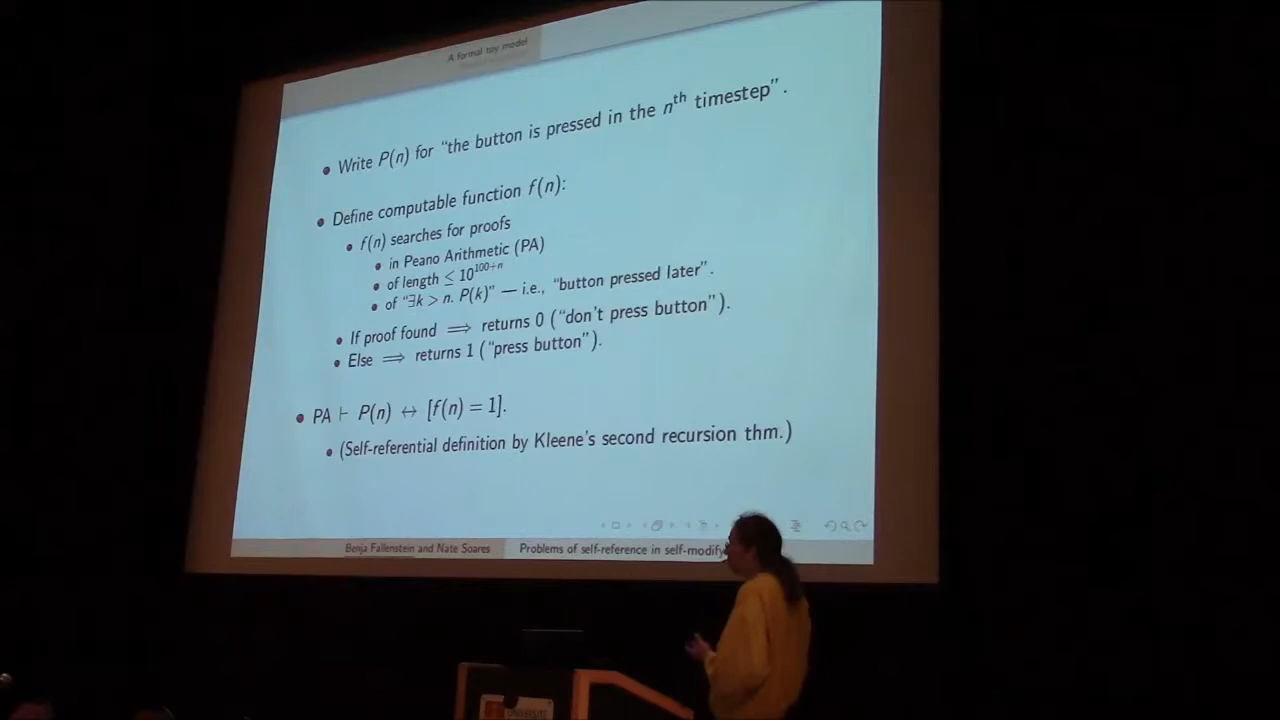 A formal toy model
• Write P(n) for "the button is pressed in the nᵗʰ timestep".
• Define computable function f(n):
• f(n) searches for proofs
• in Peano Arithmetic (PA)
• of length ≤ 10¹⁰⁰⁺ⁿ
• of "∃k > n. P(k)" — i.e., "button pressed later".
• If proof found ⟹ returns 0 ("don't press button").
• Else ⟹ returns 1 ("press button").
• PA ⊢ P(n) ↔ [f(n) = 1].
• (Self-referential definition by Kleene's second recursion thm.)
Benja Fallenstein and Nate Soares
Problems of self-reference in self-modify
UNIVERSITÉ